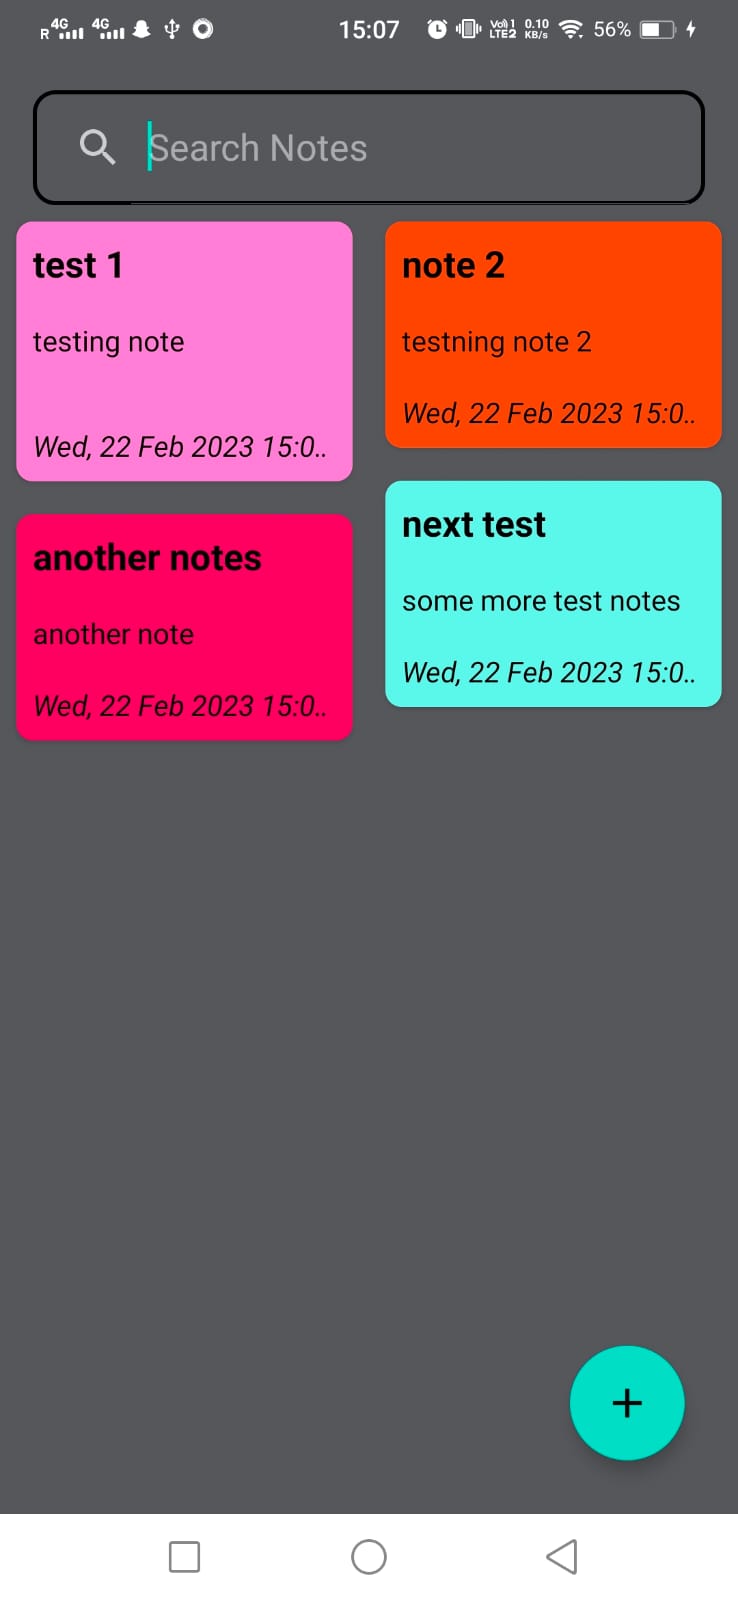 R 4G 4G 15:07 Vo)) 1 LTE2 0.10 KB/s 56%
Search Notes
test 1
testing note
Wed, 22 Feb 2023 15:0..
note 2
testning note 2
Wed, 22 Feb 2023 15:0..
another notes
another note
Wed, 22 Feb 2023 15:0..
next test
some more test notes
Wed, 22 Feb 2023 15:0..